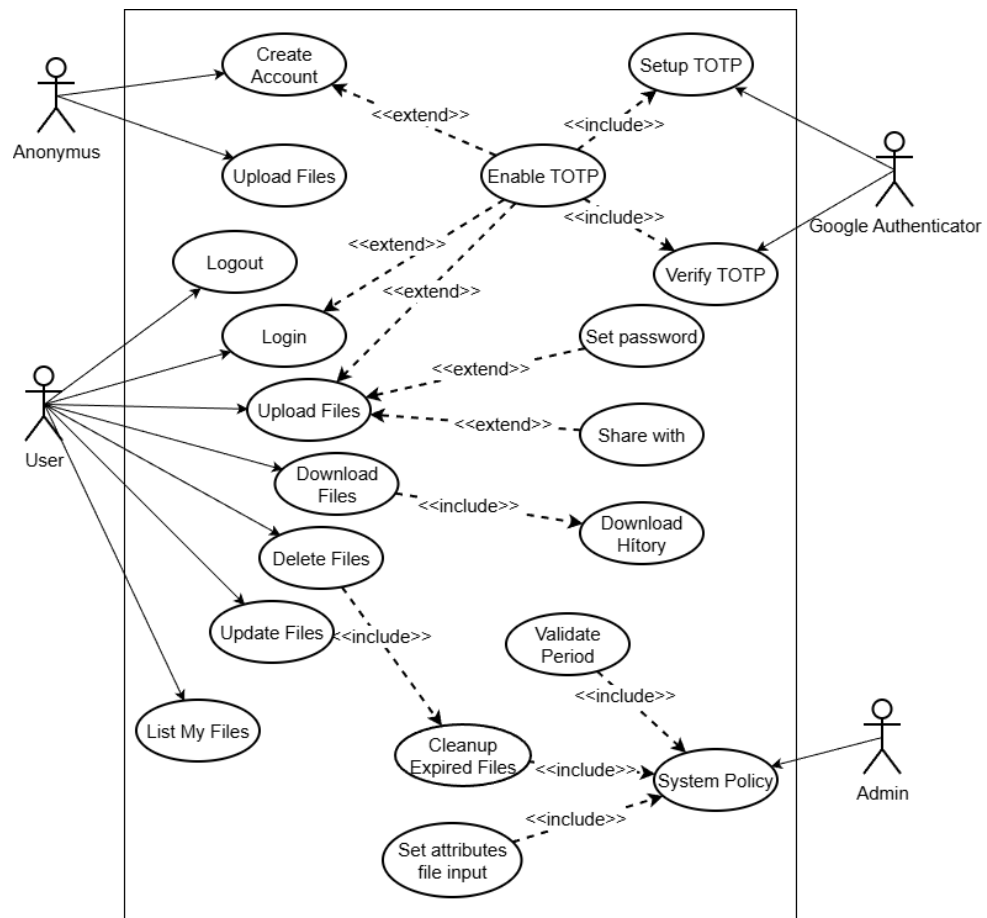 Create
Account
Setup TOTP
<<extend>>
<<include>>
Anonymus
Upload Files
Enable TOTP
Google Authenticator
<<include>>
<<extend>>
Logout
Verify TOTP
<<extend>>
Login
Set password
<<extend>>
Upload Files
<<extend>>
Share with
User
Download
Files
<<include>>
Download
Hítory
Delete Files
Update Files
<<include>>
Validate
Period
<<include>>
List My Files
Cleanup
Expired Files
<<include>>
System Policy
Admin
<<include>>
Set attributes
file input